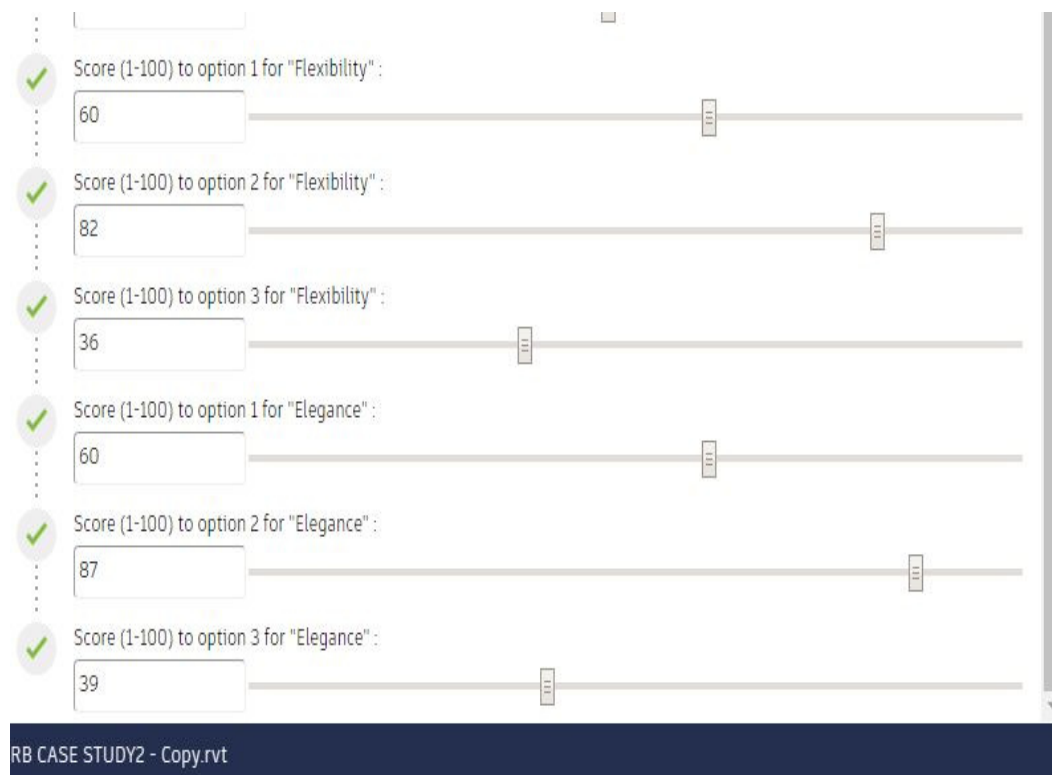 Score (1-100) to option 1 for "Flexibility" :
60
Score (1-100) to option 2 for "Flexibility" :
82
Score (1-100) to option 3 for "Flexibility" :
36
Score (1-100) to option 1 for "Elegance" :
60
Score (1-100) to option 2 for "Elegance" :
87
Score (1-100) to option 3 for "Elegance" :
39
RB CASE STUDY2 - Copy.rvt